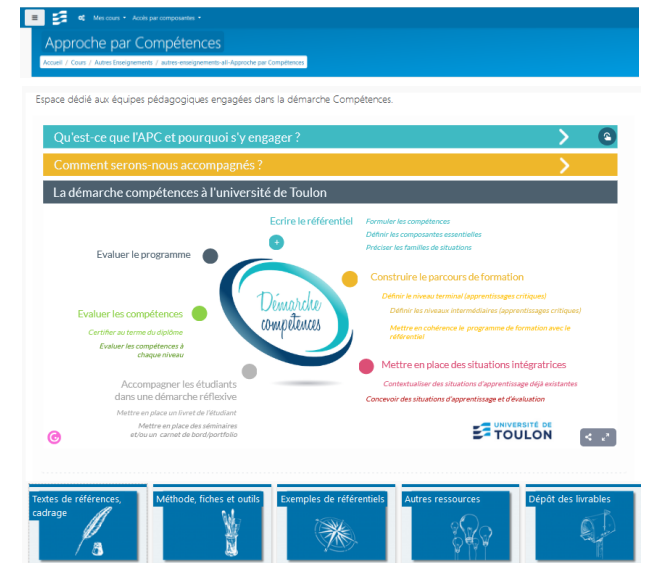 Mes cours Accès par composantes
Approche par Compétences
Accueil / Cours / Autres Enseignements / autres-enseignements-all-Approche par Compétences
Espace dédié aux équipes pédagogiques engagées dans la démarche Compétences.
Qu'est-ce que l'APC et pourquoi s'y engager ?
Comment serons-nous accompagnés ?
La démarche compétences à l'université de Toulon
Ecrire le référentiel
Formuler les compétences
Définir les composantes essentielles
Préciser les familles de situations
Evaluer le programme
Construire le parcours de formation
Définir le niveau terminal (apprentissages critiques)
Définir les niveaux intermédiaires (apprentissages critiques)
Mettre en cohérence le programme de formation avec le
référentiel
Démarche
compétences
Evaluer les compétences
Certifier au terme du diplôme
Evaluer les compétences à
chaque niveau
Mettre en place des situations intégratrices
Contextualiser des situations d'apprentissage déjà existantes
Concevoir des situations d'apprentissage et d'évaluation
Accompagner les étudiants
dans une démarche réflexive
Mettre en place un livret de l'étudiant
Mettre en place des séminaires
et/ou un carnet de bord/portfolio
UNIVERSITÉ DE
TOULON
Textes de références,
cadrage
Méthode, fiches et outils
Exemples de référentiels
Autres ressources
Dépôt des livrables